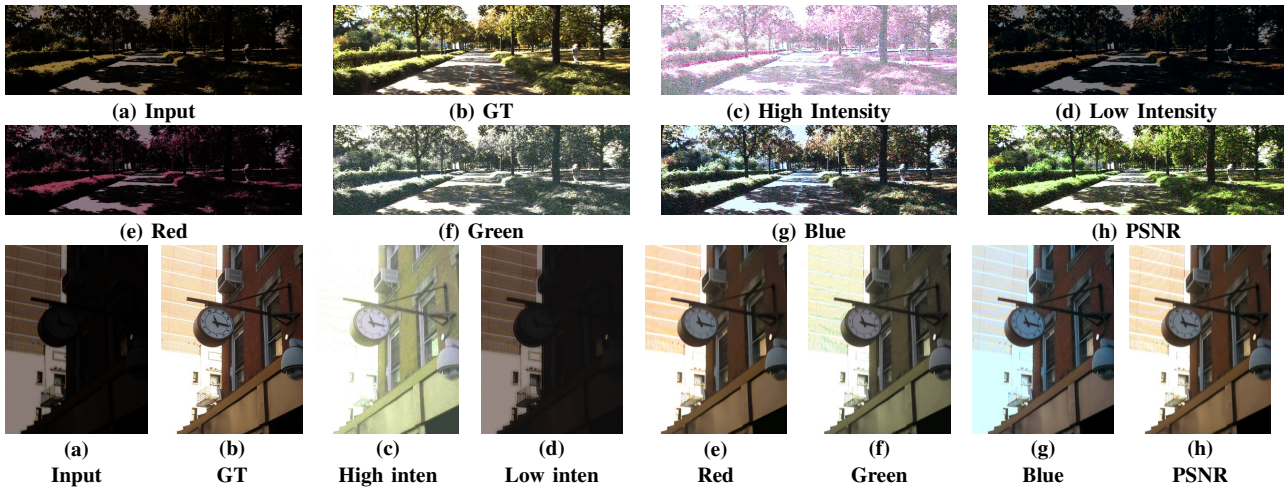 (a) Input (b) GT (c) High Intensity (d) Low Intensity
(e) Red (f) Green (g) Blue (h) PSNR
(a) (b) (c) (d) (e) (f) (g) (h)
Input GT High inten Low inten Red Green Blue PSNR